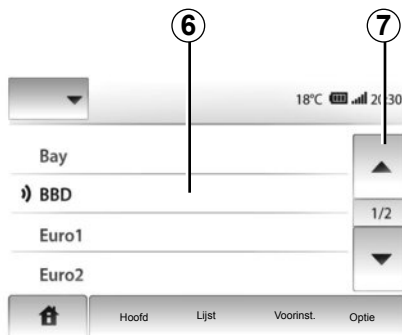 6 7
18°C 20:30
Bay
BBD
1/2
Euro1
Euro2
Hoofd Lijst Voorinst. Optie